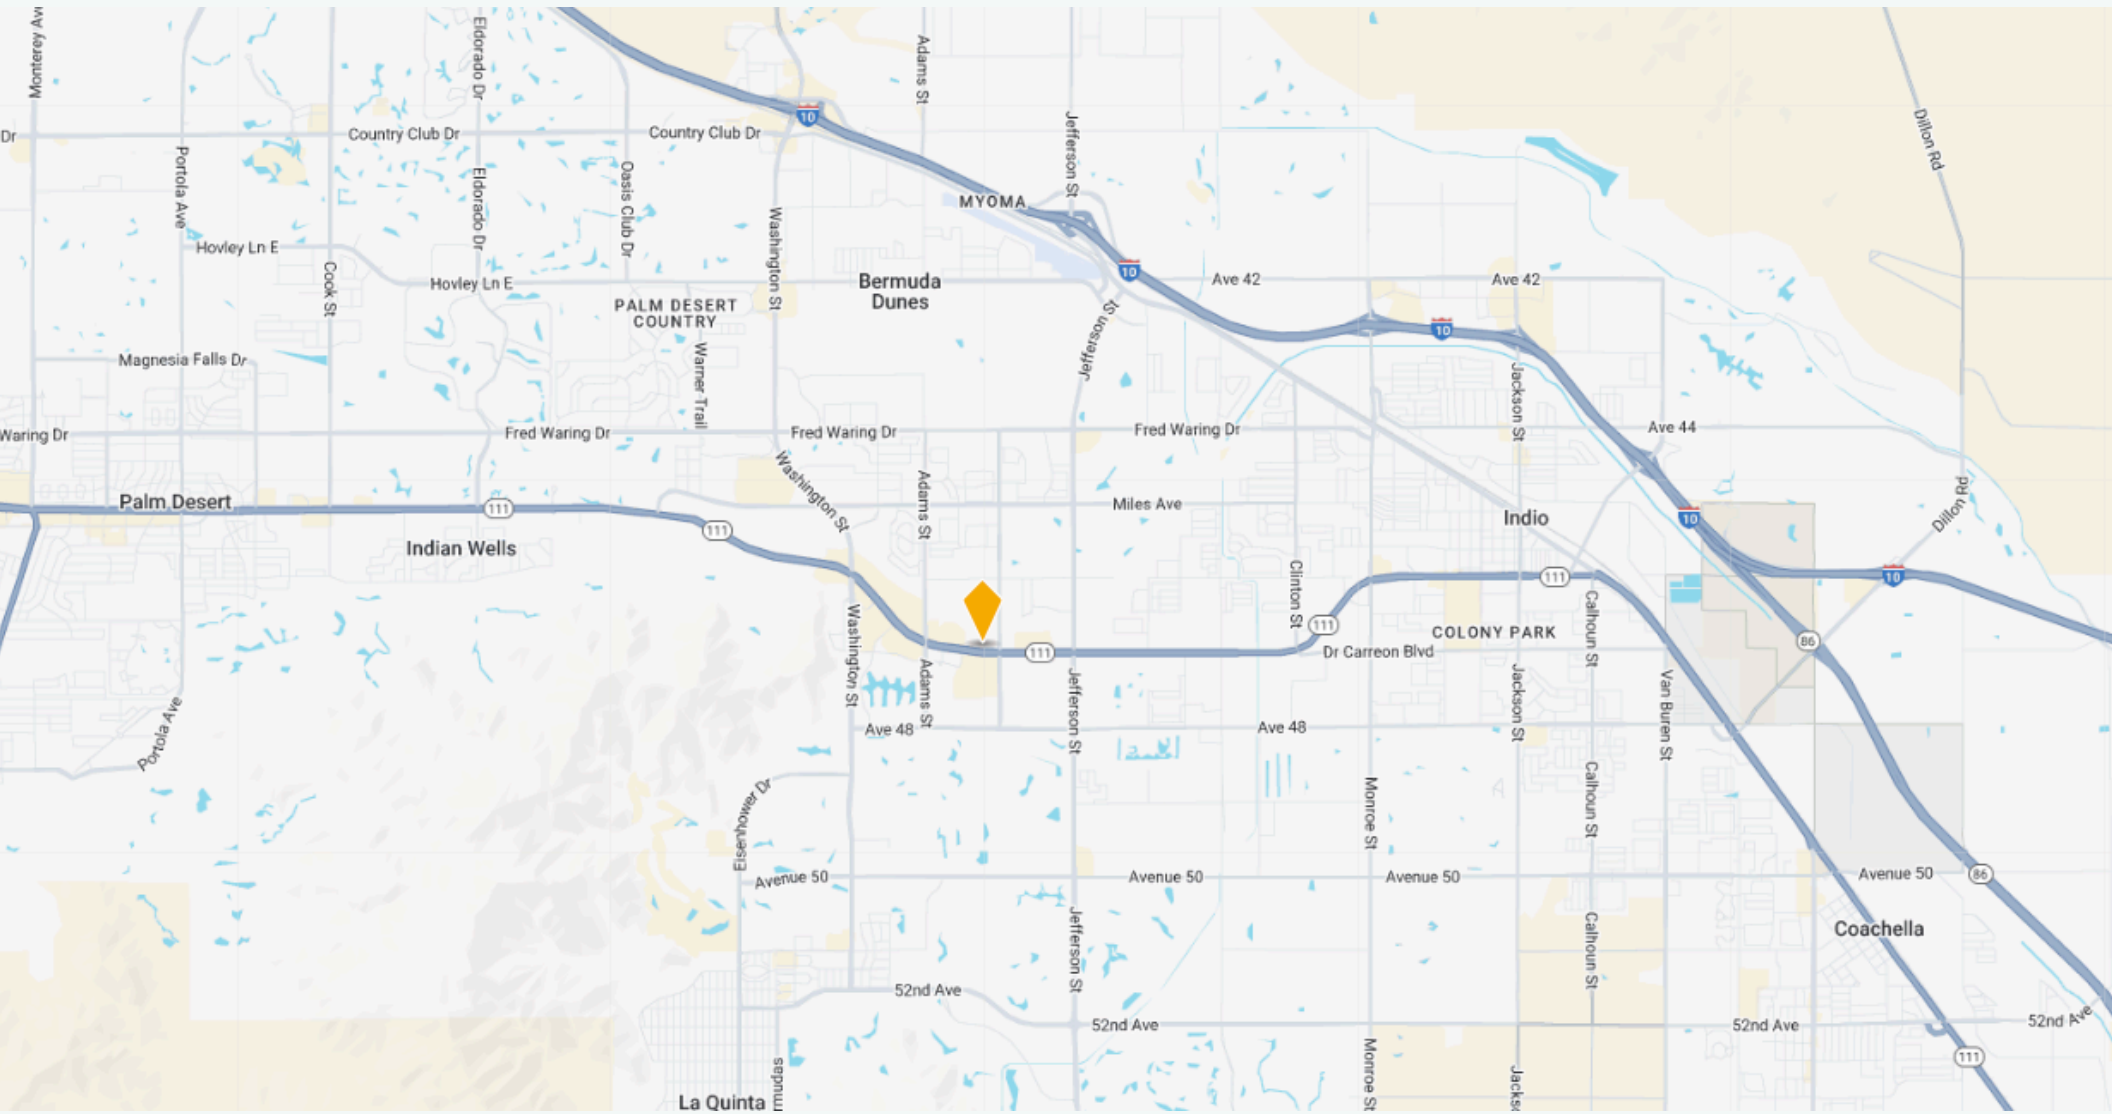 Monterey Av
Eldorado Dr
Adams St
10
Dr
Country Club Dr
Country Club Dr
Jefferson St
Dillon Rd
Portola Ave
Eldorado Dr
Oasis Club Dr
Washington St
MYOMA
Hovley Ln E
Cook St
Hovley Ln E
10
Ave 42
Ave 42
Bermuda
Dunes
PALM DESERT
COUNTRY
Jefferson St
10
Magnesia Falls Dr
Warner Trail
Jackson St
Waring Dr
Fred Waring Dr
Fred Waring Dr
Fred Waring Dr
Ave 44
Washington St
Adams St
Miles Ave
Dillon Rd
Palm Desert
111
111
Indio
10
Indian Wells
Clinton St
111
10
Washington St
111
111
COLONY PARK
Calhoun St
86
Dr Carreon Blvd
Adams St
Jefferson St
Jackson St
Van Buren St
Portola Ave
Ave 48
Ave 48
Eisenhower Dr
Monroe St
Calhoun St
Avenue 50
Avenue 50
Avenue 50
Avenue 50
86
Coachella
Jefferson St
Calhoun St
52nd Ave
52nd Ave
52nd Ave
52nd Ave
111
Monroe St
Jacks
La Quinta
rmudas